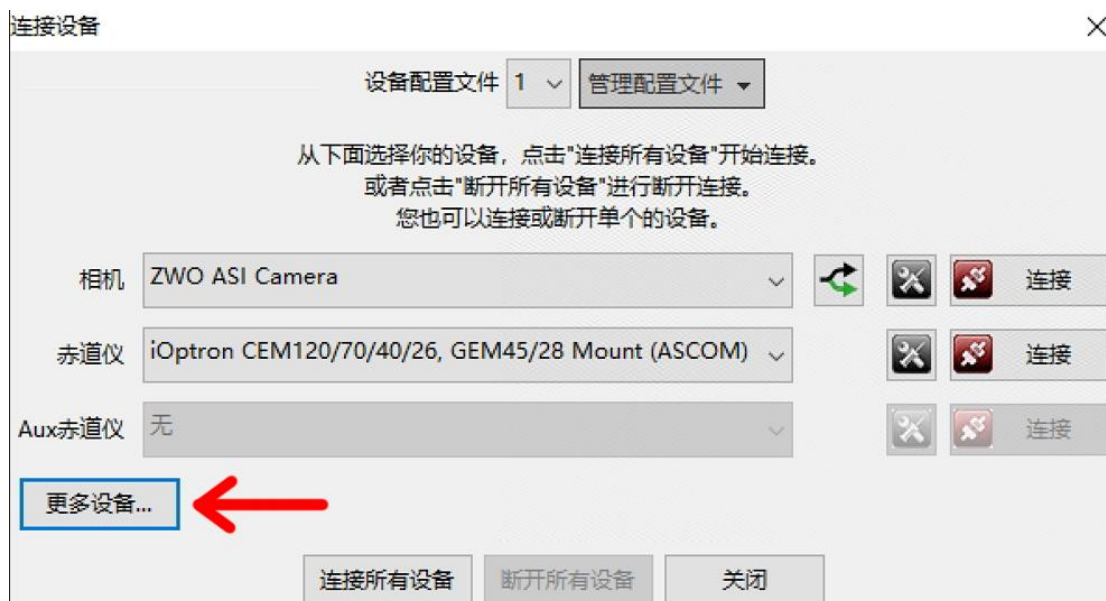 连接设备
设备配置文件 1 管理配置文件
从下面选择你的设备，点击"连接所有设备"开始连接。
或者点击"断开所有设备"进行断开连接。
您也可以连接或断开单个的设备。
相机 ZWO ASI Camera 连接
赤道仪 iOptron CEM120/70/40/26, GEM45/28 Mount (ASCOM) 连接
Aux赤道仪 无 连接
更多设备...
连接所有设备 断开所有设备 关闭